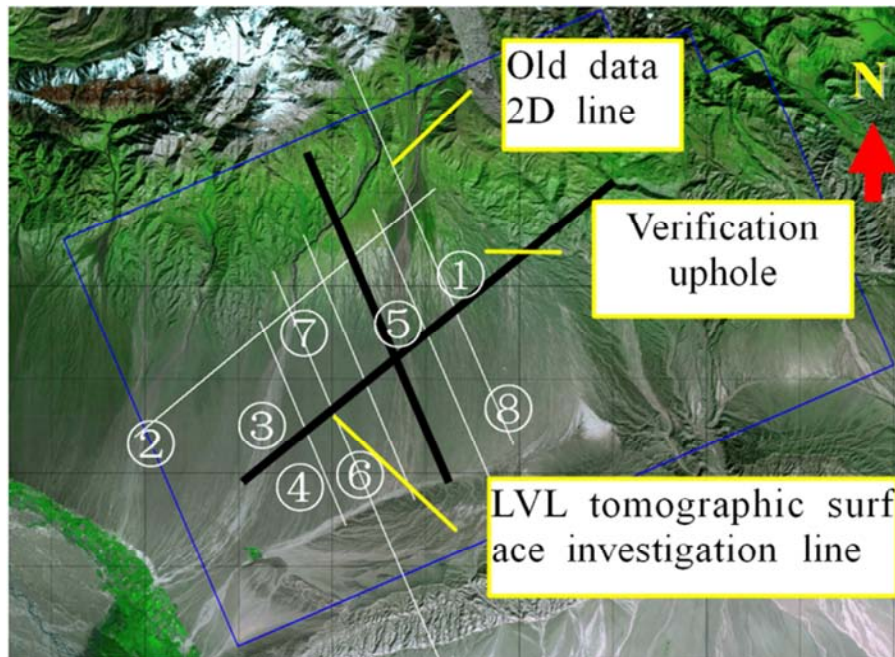 Old data
2D line
N
Verification
uphole
①
⑤
⑦
③
②
⑧
④
⑥
LVL tomographic surf
ace investigation line